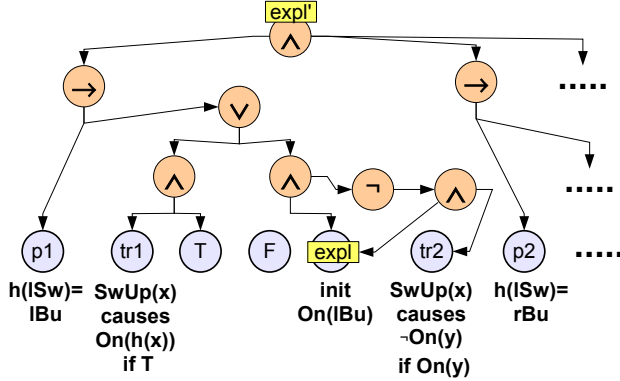 expl'
∧
→
→
.....
∨
∧
∧
¬
∧
.....
p1
tr1
T
F
expl
tr2
p2
.....
h(lSw)=
lBu
SwUp(x)
causes
On(h(x))
if T
init
On(lBu)
SwUp(x)
causes
¬On(y)
if On(y)
h(lSw)=
rBu